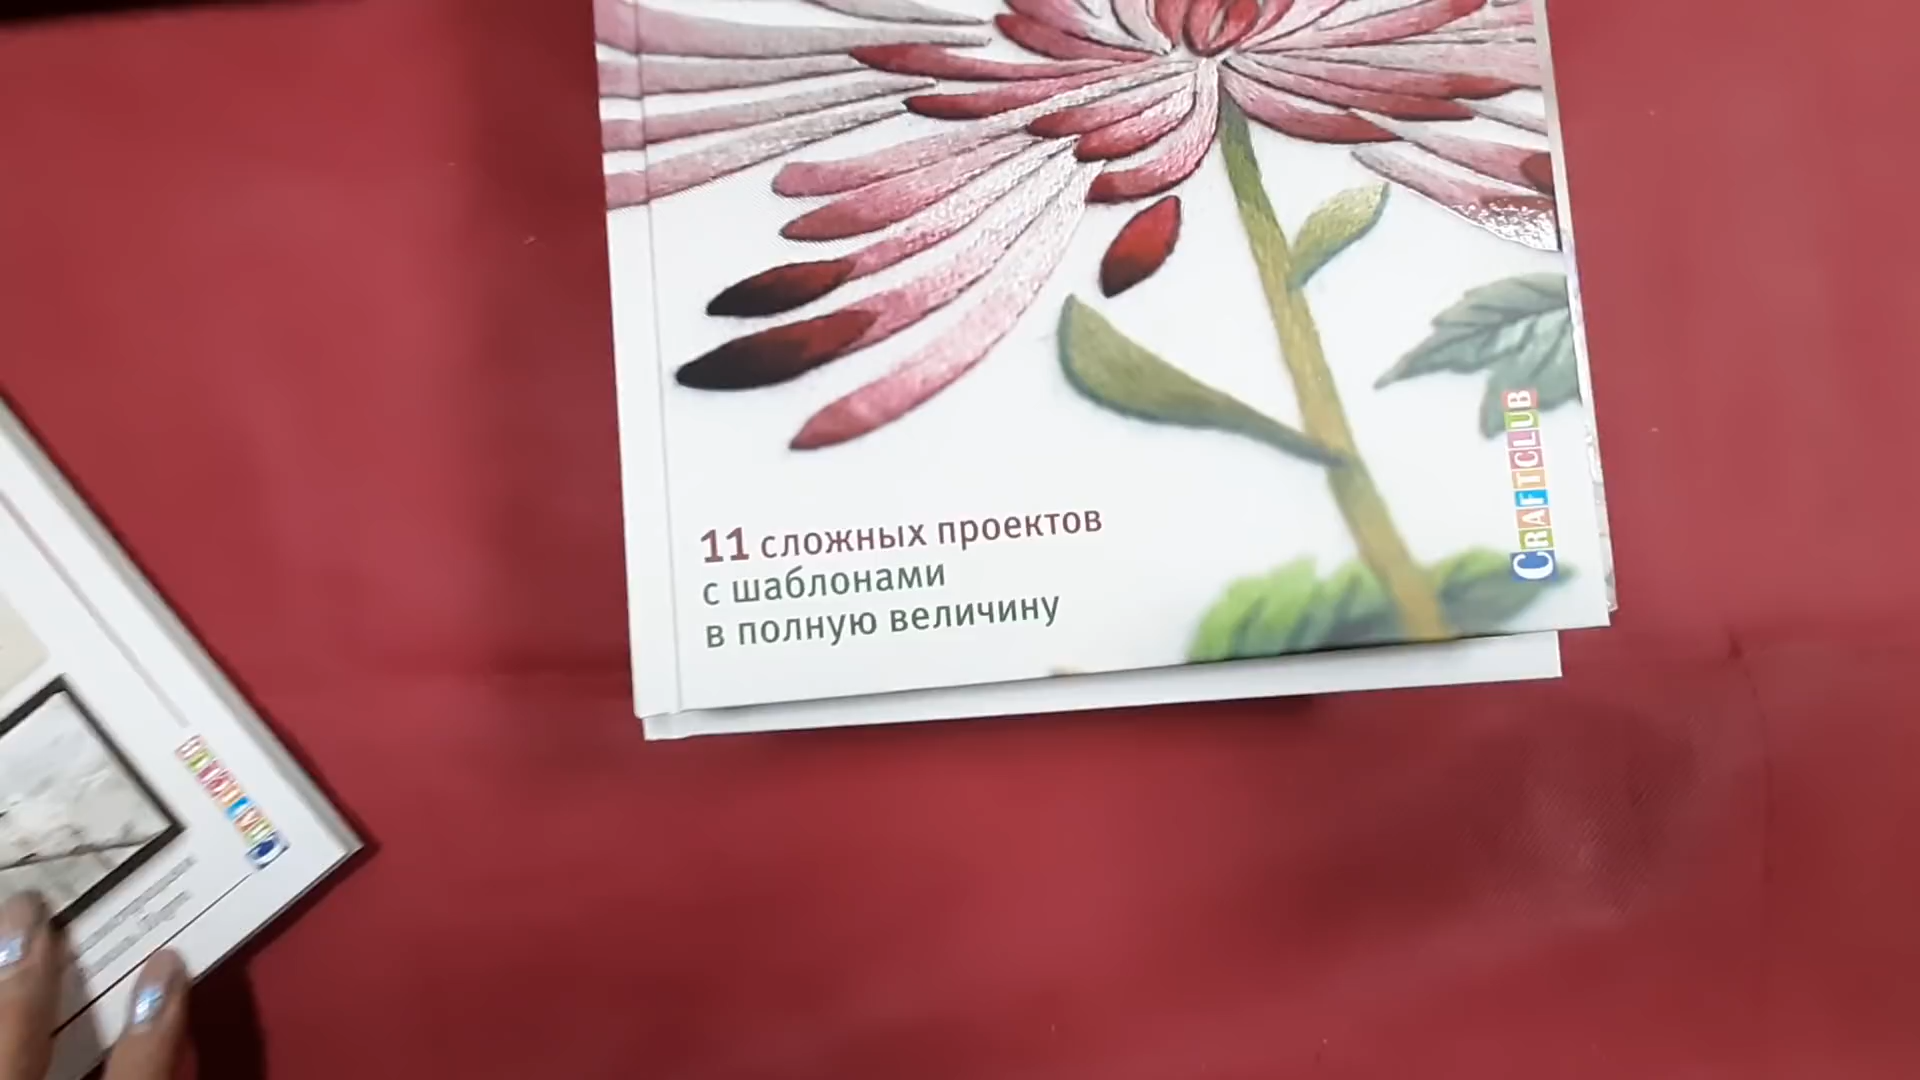 11 сложных проектов
с шаблонами
в полную величину
CRAFTCLUB